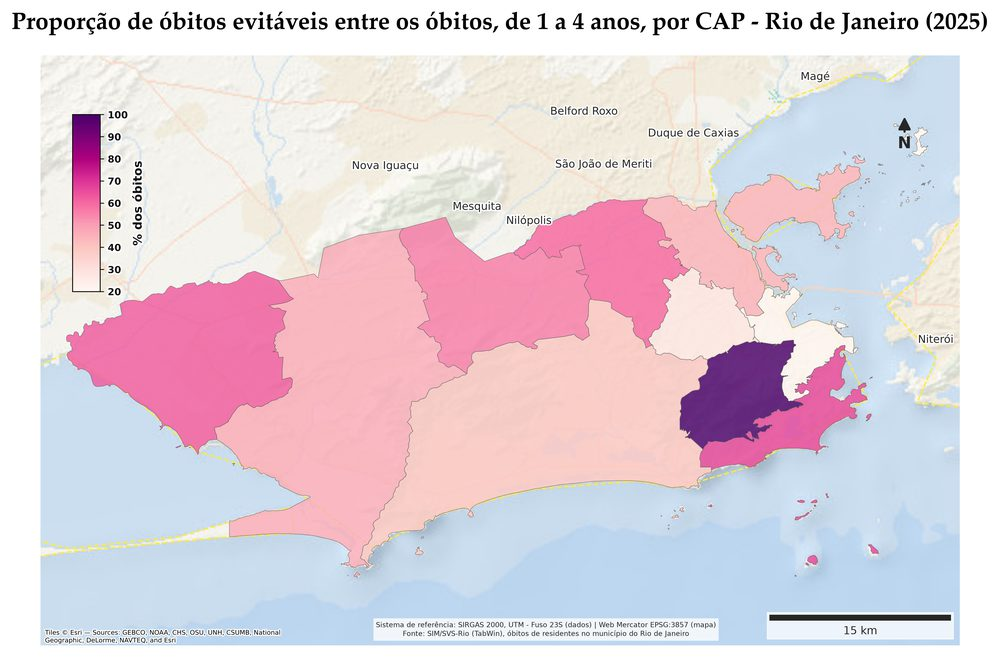 Proporção de óbitos evitáveis entre os óbitos, de 1 a 4 anos, por CAP - Rio de Janeiro (2025)
Magé
Belford Roxo
Duque de Caxias
N
São João de Meriti
Nova Iguaçu
Mesquita
Nilópolis
Niterói
100
90
80
70
60
50
40
30
20
% dos óbitos
Tiles © Esri — Sources: GEBCO, NOAA, CHS, OSU, UNH, CSUMB, National
Geographic, DeLorme, NAVTEQ, and Esri
Sistema de referência: SIRGAS 2000, UTM - Fuso 23S (dados) | Web Mercator EPSG:3857 (mapa)
Fonte: SIM/SVS-Rio (TabWin), óbitos de residentes no município do Rio de Janeiro
15 km